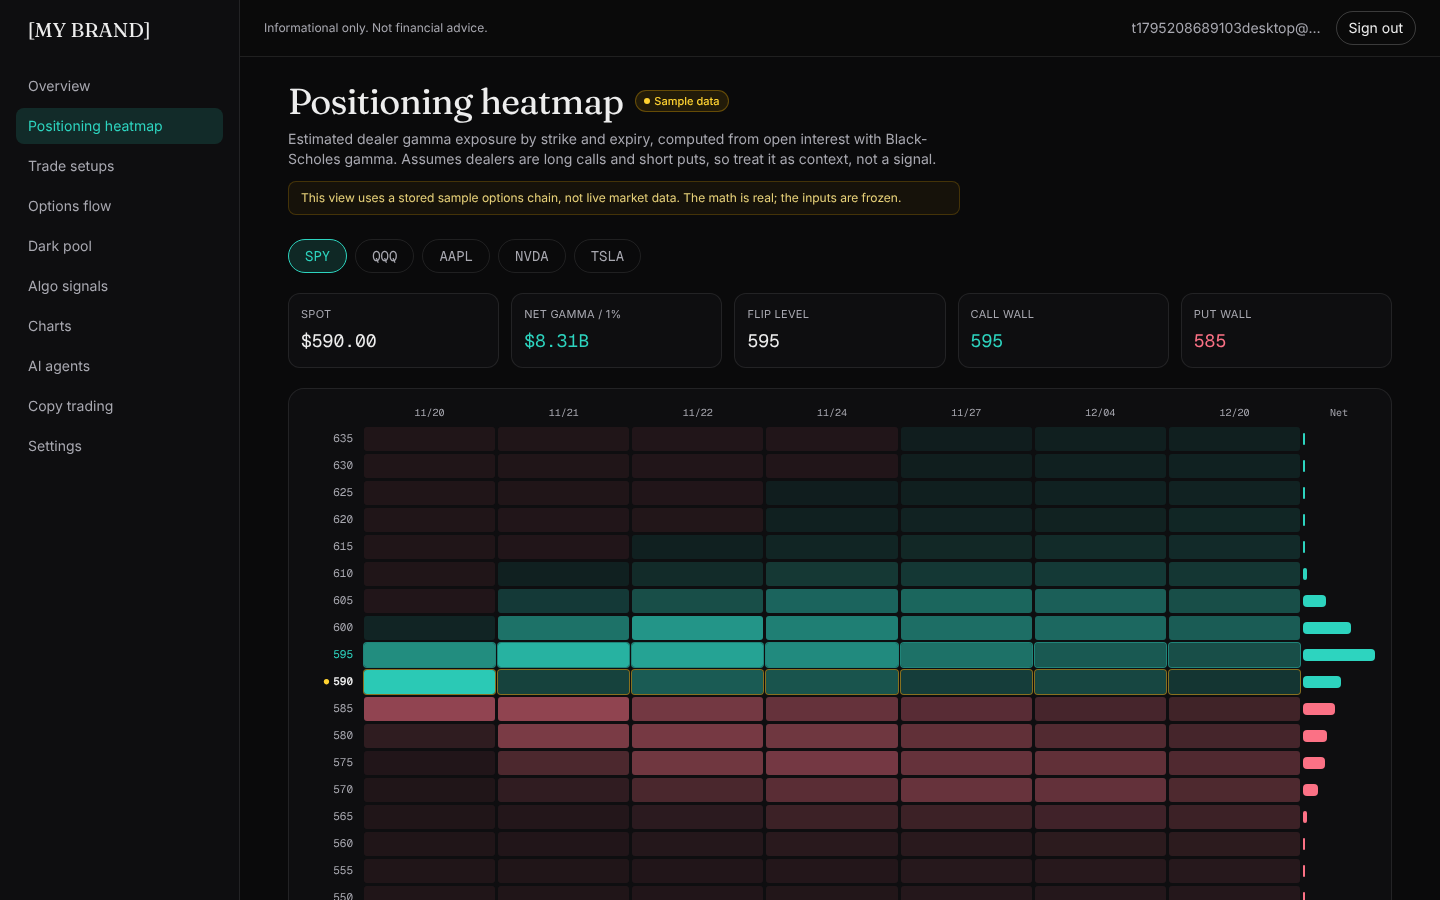 [MY BRAND]
Informational only. Not financial advice.
t1795208689103desktop@...
Sign out
Overview
Positioning heatmap
Trade setups
Options flow
Dark pool
Algo signals
Charts
AI agents
Copy trading
Settings
Positioning heatmap
Sample data
Estimated dealer gamma exposure by strike and expiry, computed from open interest with Black-
Scholes gamma. Assumes dealers are long calls and short puts, so treat it as context, not a signal.
This view uses a stored sample options chain, not live market data. The math is real; the inputs are frozen.
SPY QQQ AAPL NVDA TSLA
SPOT
$590.00
NET GAMMA / 1%
$8.31B
FLIP LEVEL
595
CALL WALL
595
PUT WALL
585
11/20 11/21 11/22 11/24 11/27 12/04 12/20 Net
635
630
625
620
615
610
605
600
595
590
585
580
575
570
565
560
555
550